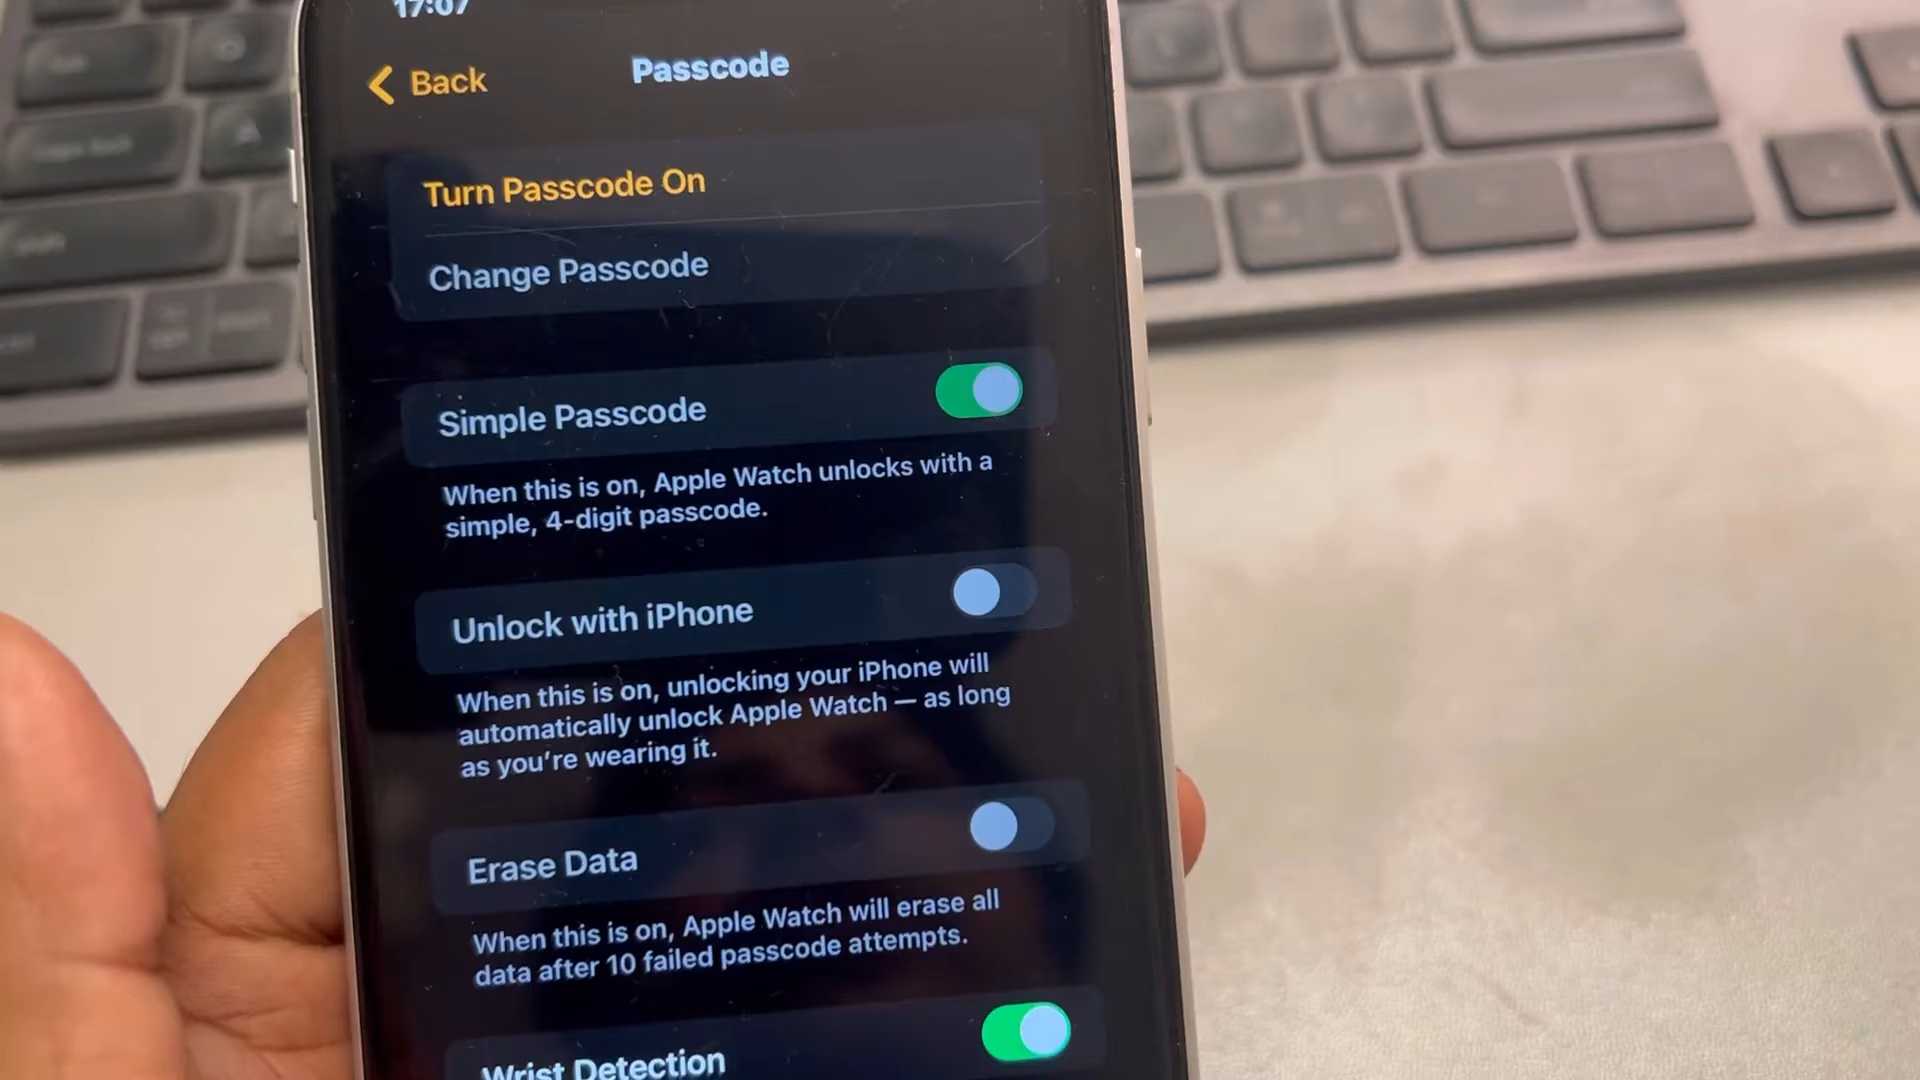 17:07
Back
Passcode
Turn Passcode On
Change Passcode
Simple Passcode
When this is on, Apple Watch unlocks with a
simple, 4-digit passcode.
Unlock with iPhone
When this is on, unlocking your iPhone will
automatically unlock Apple Watch — as long
as you’re wearing it.
Erase Data
When this is on, Apple Watch will erase all
data after 10 failed passcode attempts.
Wrist Detection